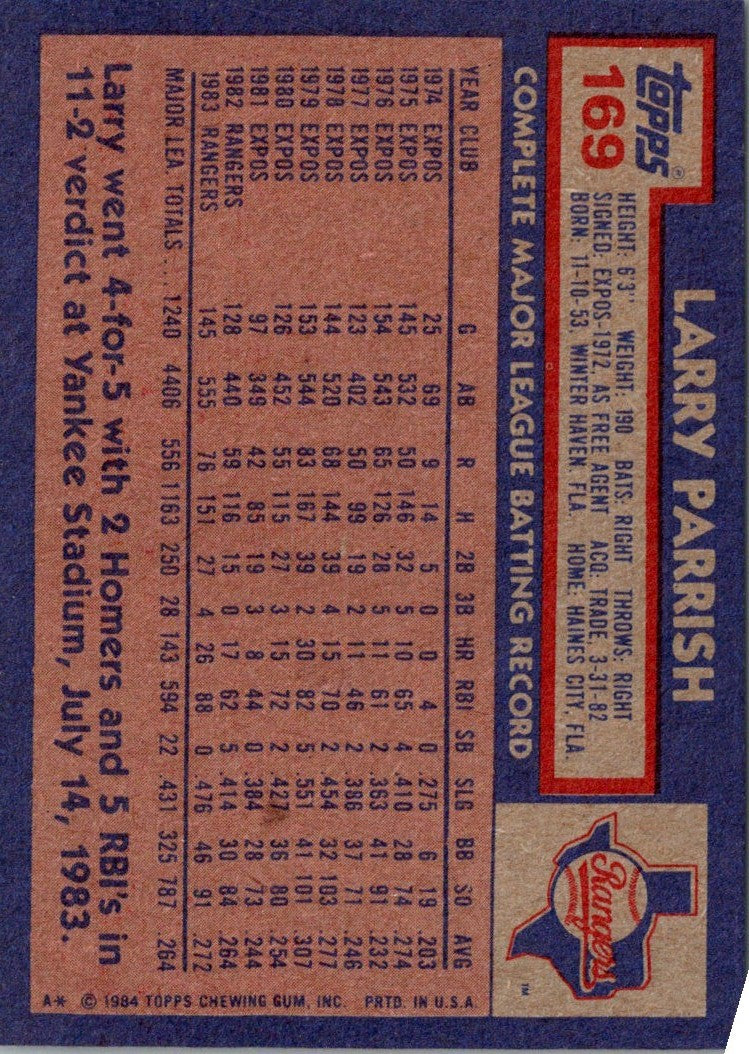 topps®
169
LARRY PARRISH
HEIGHT: 6'3" WEIGHT: 190 BATS: RIGHT THROWS: RIGHT
SIGNED: EXPOS-1972, AS FREE AGENT ACQ. TRADE, 3-31-82
BORN: 11-10-53, WINTER HAVEN, FLA. HOME: HAINES CITY, FLA.
Rangers
TM
COMPLETE MAJOR LEAGUE BATTING RECORD
YEAR CLUB G AB R H 2B 3B HR RBI SB SLG BB SO AVG
1974 EXPOS 25 69 9 14 5 0 0 4 0 .275 6 19 .203
1975 EXPOS 145 532 50 146 32 5 10 65 4 .410 28 74 .274
1976 EXPOS 154 543 65 126 28 5 11 61 2 .363 41 91 .232
1977 EXPOS 123 402 50 99 19 2 11 46 2 .386 37 71 .246
1978 EXPOS 144 520 68 144 39 4 15 70 2 .454 32 103 .277
1979 EXPOS 153 544 83 167 39 2 30 82 5 .551 41 101 .307
1980 EXPOS 126 452 55 115 27 3 15 72 2 .427 36 80 .254
1981 EXPOS 97 349 42 85 19 3 8 44 0 .384 28 73 .244
1982 RANGERS 128 440 59 116 15 0 17 62 5 .414 30 84 .264
1983 RANGERS 145 555 76 151 27 4 26 88 0 .476 46 91 .272
MAJOR LEA. TOTALS ... 1240 4406 556 1163 250 28 143 594 22 .431 325 787 .264
Larry went 4-for-5 with 2 Homers and 5 RBI's in
11-2 verdict at Yankee Stadium, July 14, 1983.
A* © 1984 TOPPS CHEWING GUM, INC. PRTD. IN U.S.A.